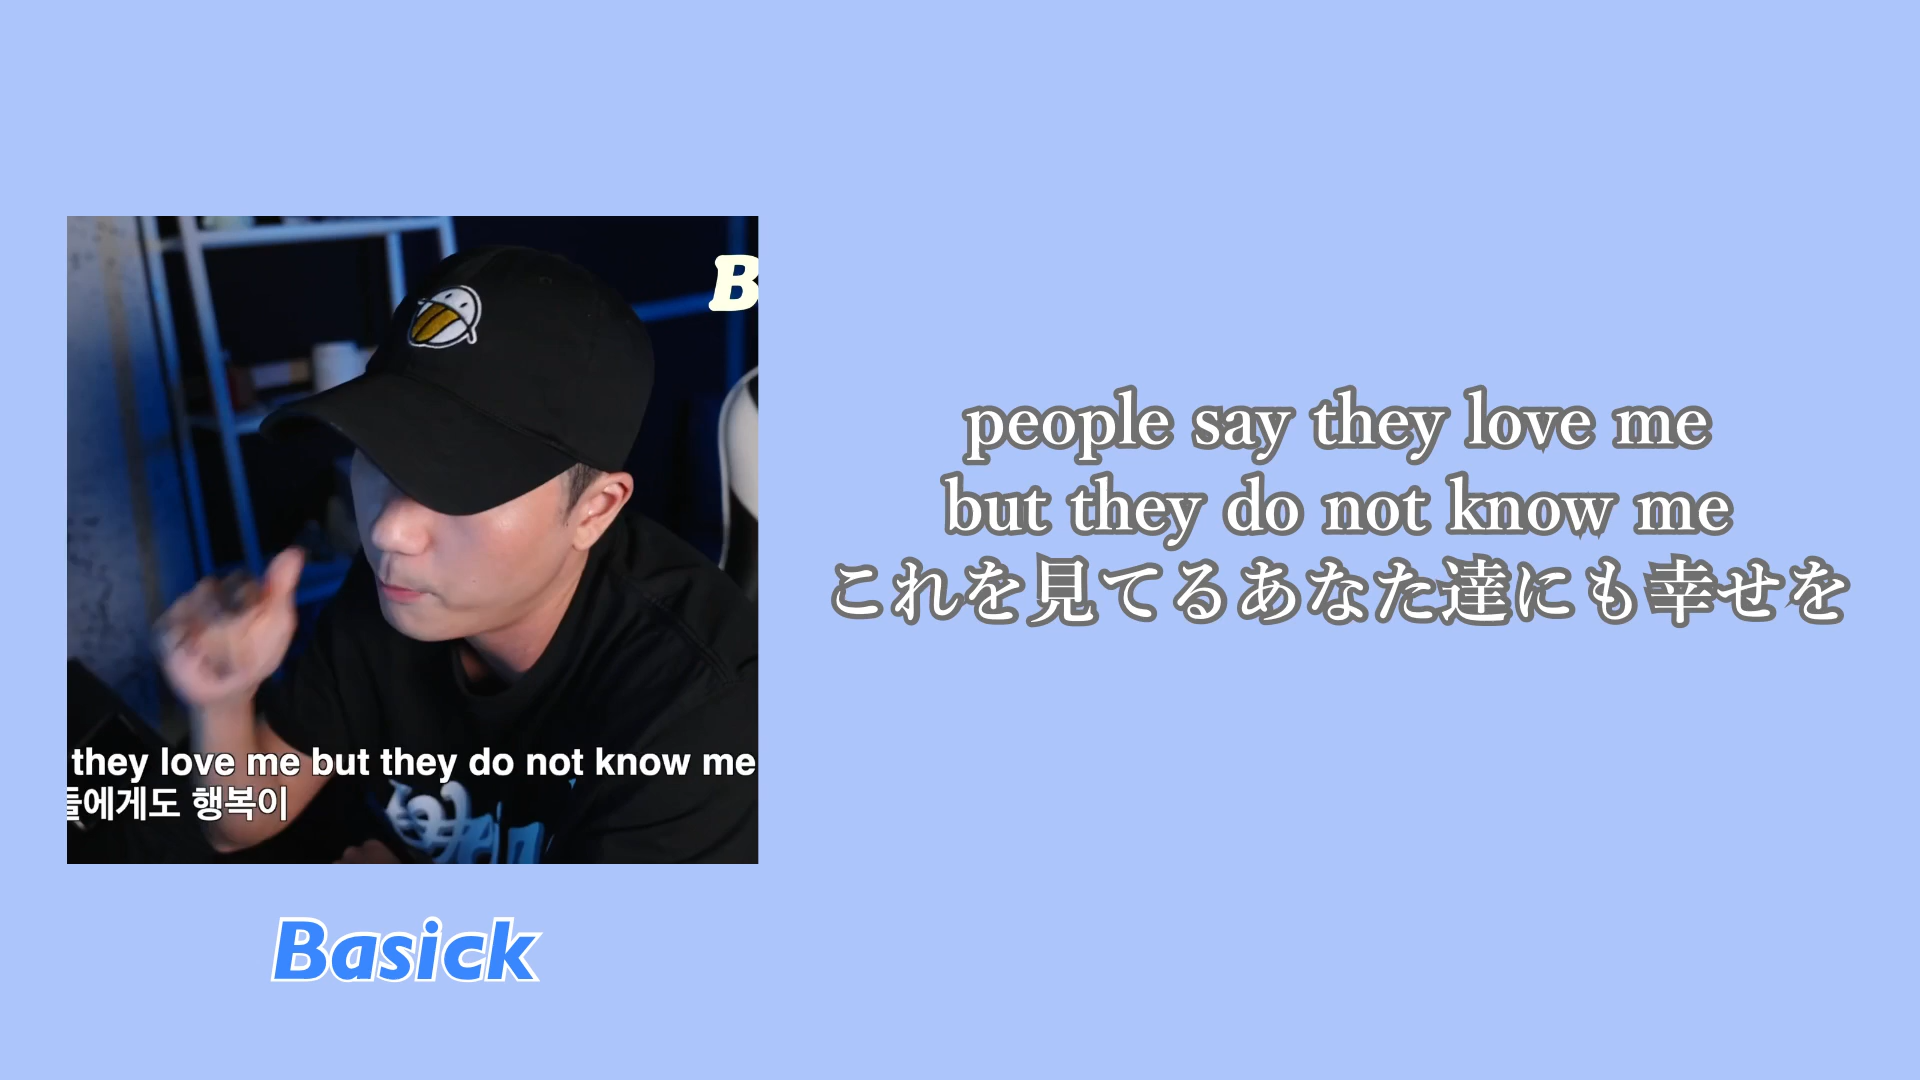 B
they love me but they do not know me
들에게도 행복이
Basick
people say they love me
but they do not know me
これを見てるあなた達にも幸せを